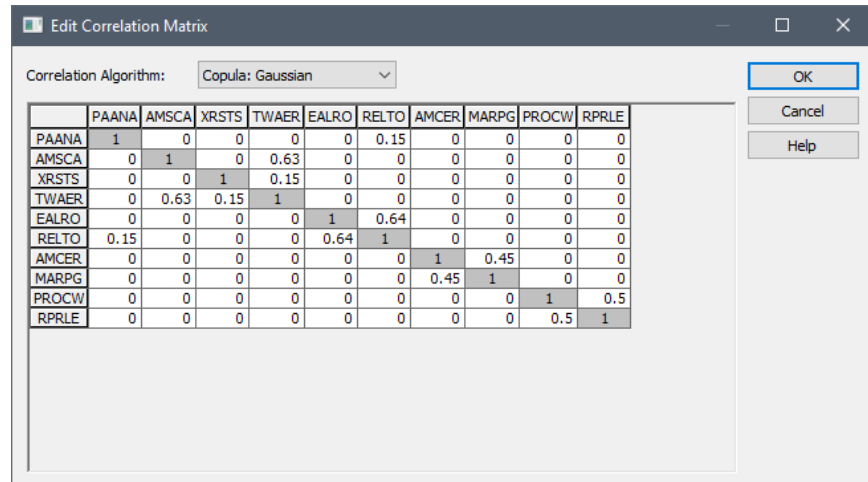 Edit Correlation Matrix
Correlation Algorithm: Copula: Gaussian OK
Cancel
Help
PAANA AMSCA XRSTS TWAER EALRO RELTO AMCER MARPG PROCW RPRLE
PAANA 1 0 0 0 0 0.15 0 0 0 0
AMSCA 0 1 0 0.63 0 0 0 0 0 0
XRSTS 0 0 1 0.15 0 0 0 0 0 0
TWAER 0 0.63 0.15 1 0 0 0 0 0 0
EALRO 0 0 0 0 1 0.64 0 0 0 0
RELTO 0.15 0 0 0 0.64 1 0 0 0 0
AMCER 0 0 0 0 0 0 1 0.45 0 0
MARPG 0 0 0 0 0 0 0.45 1 0 0
PROCW 0 0 0 0 0 0 0 0 1 0.5
RPRLE 0 0 0 0 0 0 0 0 0.5 1